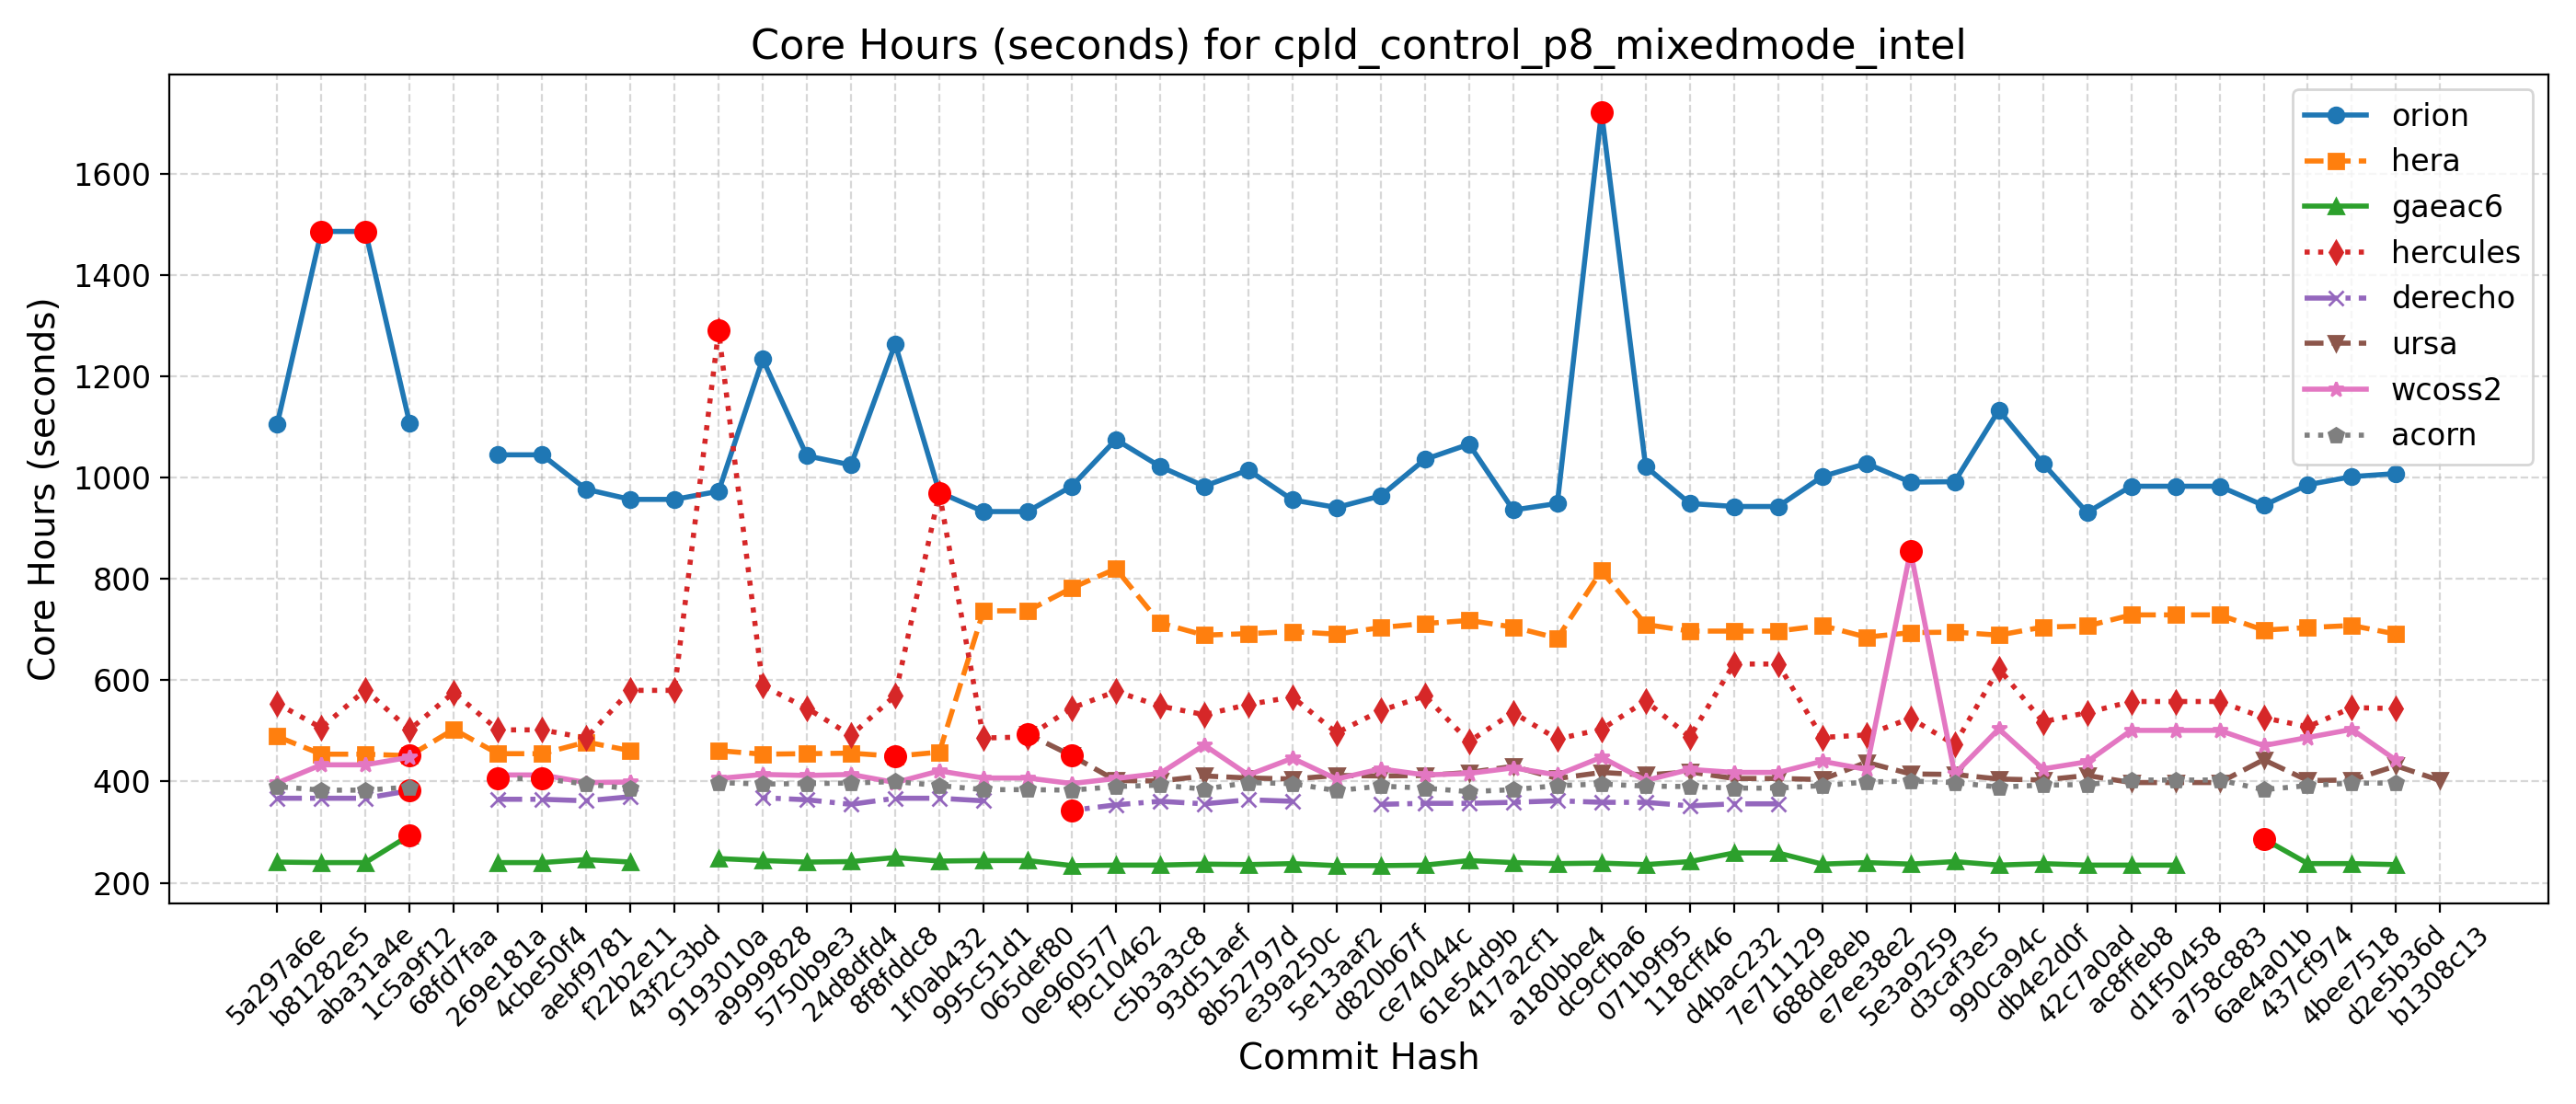 Core Hours (seconds) for cpld_control_p8_mixedmode_intel
Core Hours (seconds)
1600
1400
1200
1000
800
600
400
200
orion
hera
gaeac6
hercules
derecho
ursa
wcoss2
acorn
5a297a6e
b81282e5
aba31a4e
1c5a9f12
68fd7faa
269e181a
4cbe50f4
aebf9781
f22b2e11
43f2c3bd
9193010a
a9999828
5750b9e3
24d8dfd4
8f8fddc8
1f0ab432
995c51d1
065def80
0e960577
f9c10462
c5b3a3c8
93d51aef
8b52797d
e39a250c
5e13aaf2
d820b67f
ce74044c
61e54d9b
417a2cf1
a180bbe4
dc9cfba6
071b9f95
118cff46
d4bac232
7e711129
688de8eb
e7ee38e2
5e3a9259
d3caf3e5
990ca94c
db4e2d0f
42c7a0ad
ac8ffeb8
d1f50458
a758c883
6ae4a01b
437cf974
4bee7518
d2e5b36d
b1308c13
Commit Hash